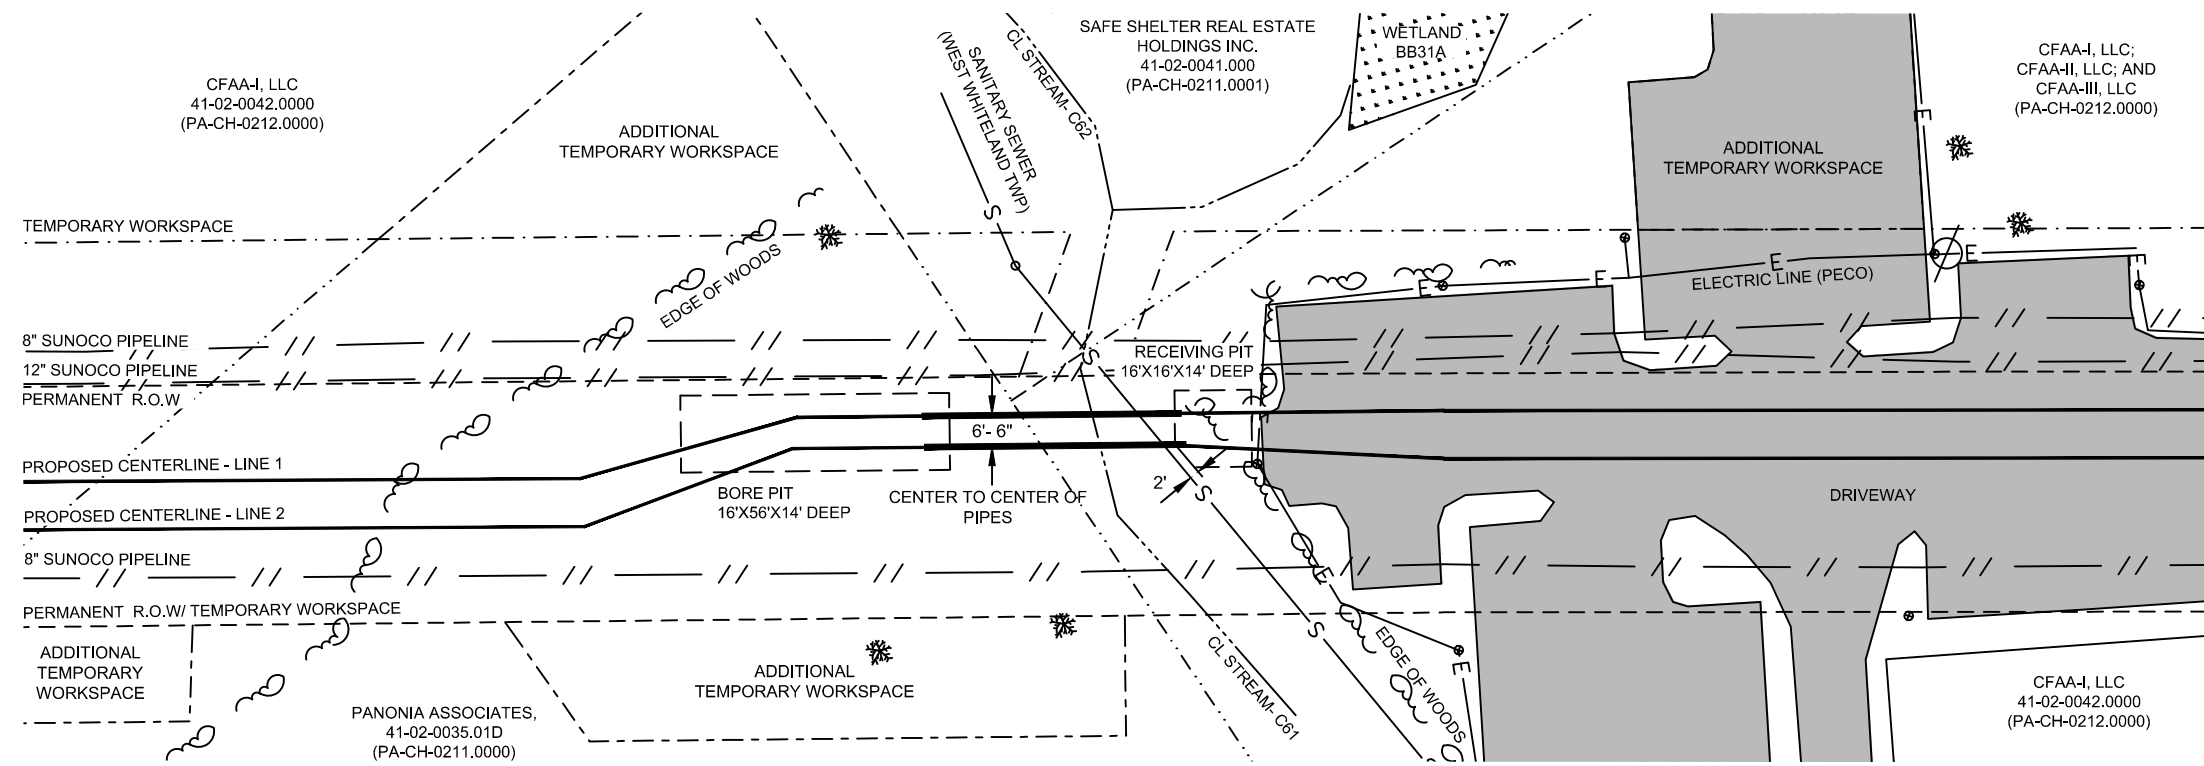 CFAA-I, LLC
41-02-0042.0000
(PA-CH-0212.0000)
ADDITIONAL
TEMPORARY WORKSPACE
SANITARY SEWER
(WEST WHITELAND TWP)
CL STREAM- C62
SAFE SHELTER REAL ESTATE
HOLDINGS INC.
41-02-0041.000
(PA-CH-0211.0001)
WETLAND
BB31A
ADDITIONAL
TEMPORARY WORKSPACE
CFAA-I, LLC;
CFAA-II, LLC; AND
CFAA-III, LLC
(PA-CH-0212.0000)
E
S
TEMPORARY WORKSPACE
EDGE OF WOODS
E
E
E
E
E
ELECTRIC LINE (PECO)
8" SUNOCO PIPELINE
12" SUNOCO PIPELINE
PERMANENT R.O.W
S
RECEIVING PIT
16'X16'X14' DEEP
6'- 6"
PROPOSED CENTERLINE - LINE 1
PROPOSED CENTERLINE - LINE 2
BORE PIT
16'X56'X14' DEEP
CENTER TO CENTER OF
PIPES
2'
S
DRIVEWAY
8" SUNOCO PIPELINE
E
PERMANENT R.O.W/ TEMPORARY WORKSPACE
S
ADDITIONAL
TEMPORARY
WORKSPACE
ADDITIONAL
TEMPORARY WORKSPACE
CL STREAM- C61
EDGE OF WOODS
E
PANONIA ASSOCIATES,
41-02-0035.01D
(PA-CH-0211.0000)
CFAA-I, LLC
41-02-0042.0000
(PA-CH-0212.0000)